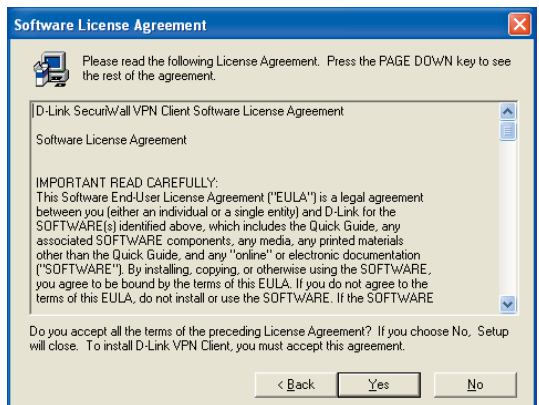 Software License Agreement
Please read the following License Agreement. Press the PAGE DOWN key to see
the rest of the agreement.
D-Link SecuriWall VPN Client Software License Agreement
Software License Agreement
IMPORTANT READ CAREFULLY:
This Software End-User License Agreement ("EULA") is a legal agreement
between you (either an individual or a single entity) and D-Link for the
SOFTWARE(s) identified above, which includes the Quick Guide, any
associated SOFTWARE components, any media, any printed materials
other than the Quick Guide, and any "online" or electronic documentation
("SOFTWARE"). By installing, copying, or otherwise using the SOFTWARE,
you agree to be bound by the terms of this EULA. If you do not agree to the
terms of this EULA, do not install or use the SOFTWARE. If the SOFTWARE
Do you accept all the terms of the preceding License Agreement? If you choose No, Setup
will close. To install D-Link VPN Client, you must accept this agreement.
< Back Yes No